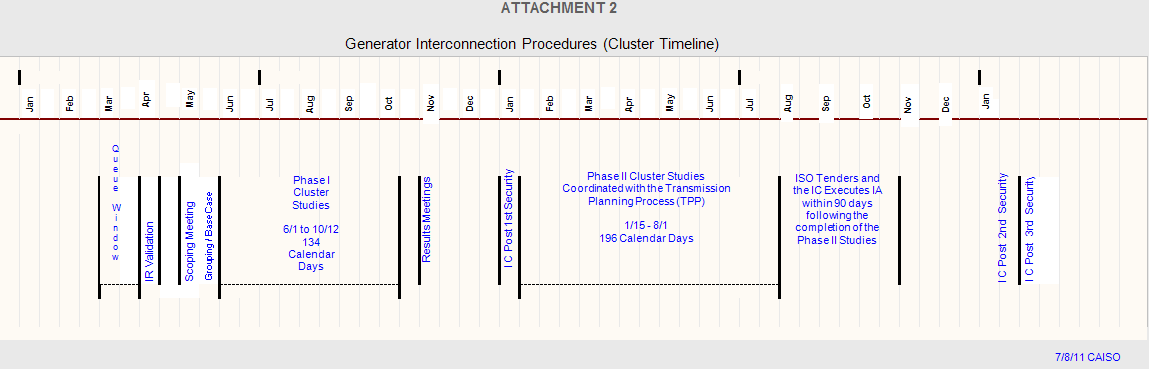 ATTACHMENT 2
Generator Interconnection Procedures (Cluster Timeline)
Jan
Feb
Mar
Apr
May
Jun
Jul
Aug
Sep
Oct
Nov
Dec
Jan
Feb
Mar
Apr
May
Jun
Jul
Aug
Sep
Oct
Nov
Dec
Jan
Queue Window
IR Validation
Scoping Meeting
Grouping / Base Case
Phase I
Cluster
Studies
6/1 to 10/12
134
Calendar
Days
Results Meetings
IC Post 1st Security
Phase II Cluster Studies
Coordinated with the Transmission
Planning Process (TPP)
1/15 - 8/1
196 Calendar Days
ISO Tenders and
the IC Executes IA
within 90 days
following the
completion of the
Phase II Studies
IC Post 2nd Security
IC Post 3rd Security
7/8/11 CAISO